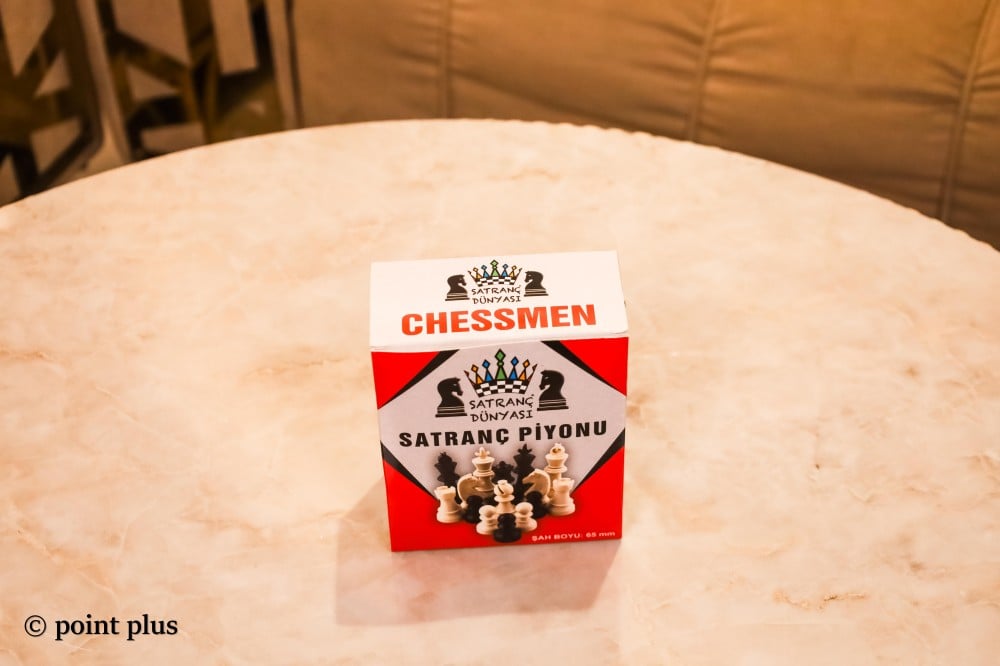 SATRANÇ
DÜNYASI
CHESSMEN
SATRANÇ
DÜNYASI
SATRANÇ PİYONU
ŞAH BOYU: 65 mm
© point plus